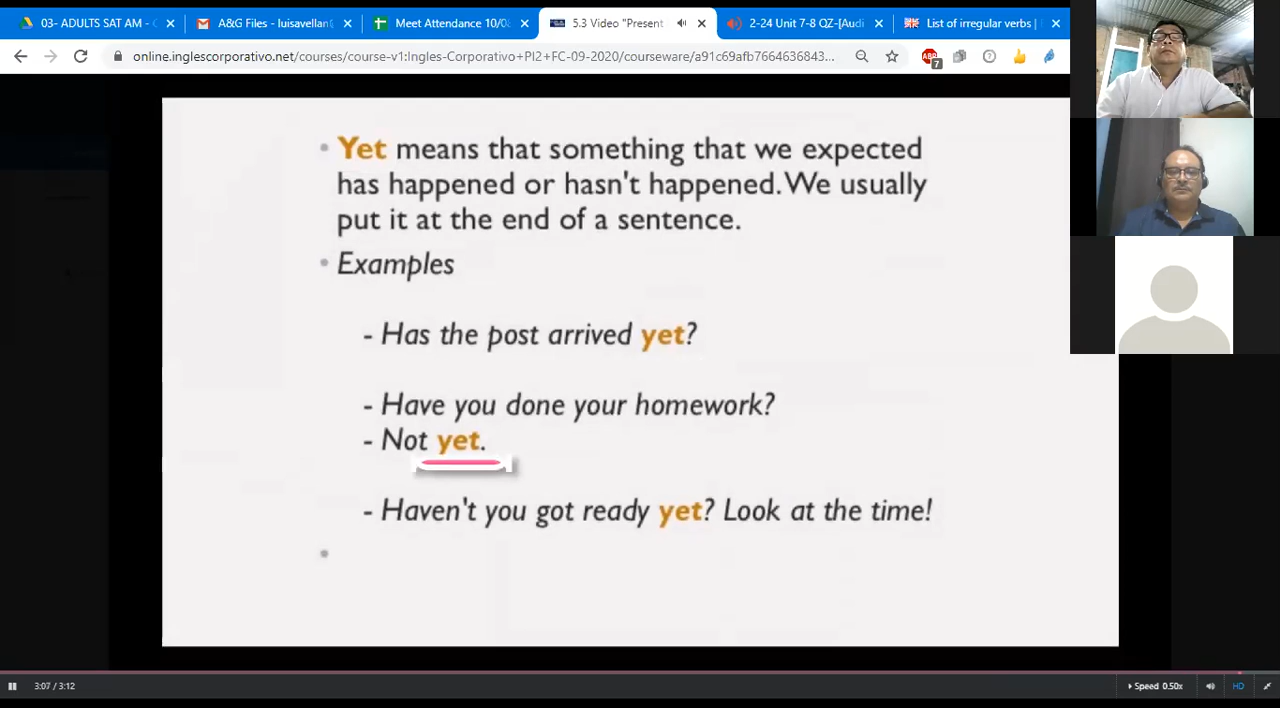 03- ADULTS SAT AM - C
A&G Files - luisavellan@
Meet Attendance 10/0
5.3 Video "Present
2-24 Unit 7-8 QZ-[Audi
List of irregular verbs |
online.inglescorporativo.net/courses/course-v1:Ingles-Corporativo+PI2+FC-09-2020/courseware/a91c69afb7664636843...
ABP
7
• Yet means that something that we expected
has happened or hasn't happened. We usually
put it at the end of a sentence.
• Examples
- Has the post arrived yet?
- Have you done your homework?
- Not yet.
- Haven't you got ready yet? Look at the time!
•
3:07 / 3:12
Speed 0.50x
HD